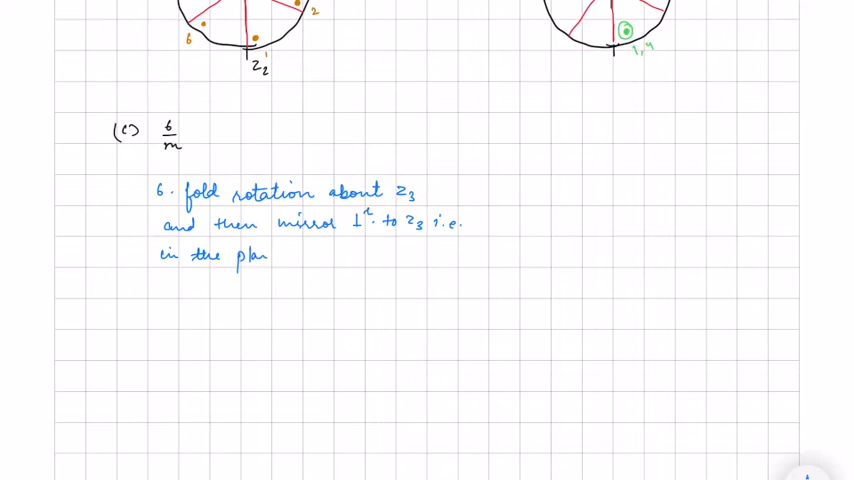 6 2
1
Z₂
1,4
(c) 6/m
6. fold rotation about z₃
and then mirror ⊥ʳ. to z₃ i.e.
in the plan